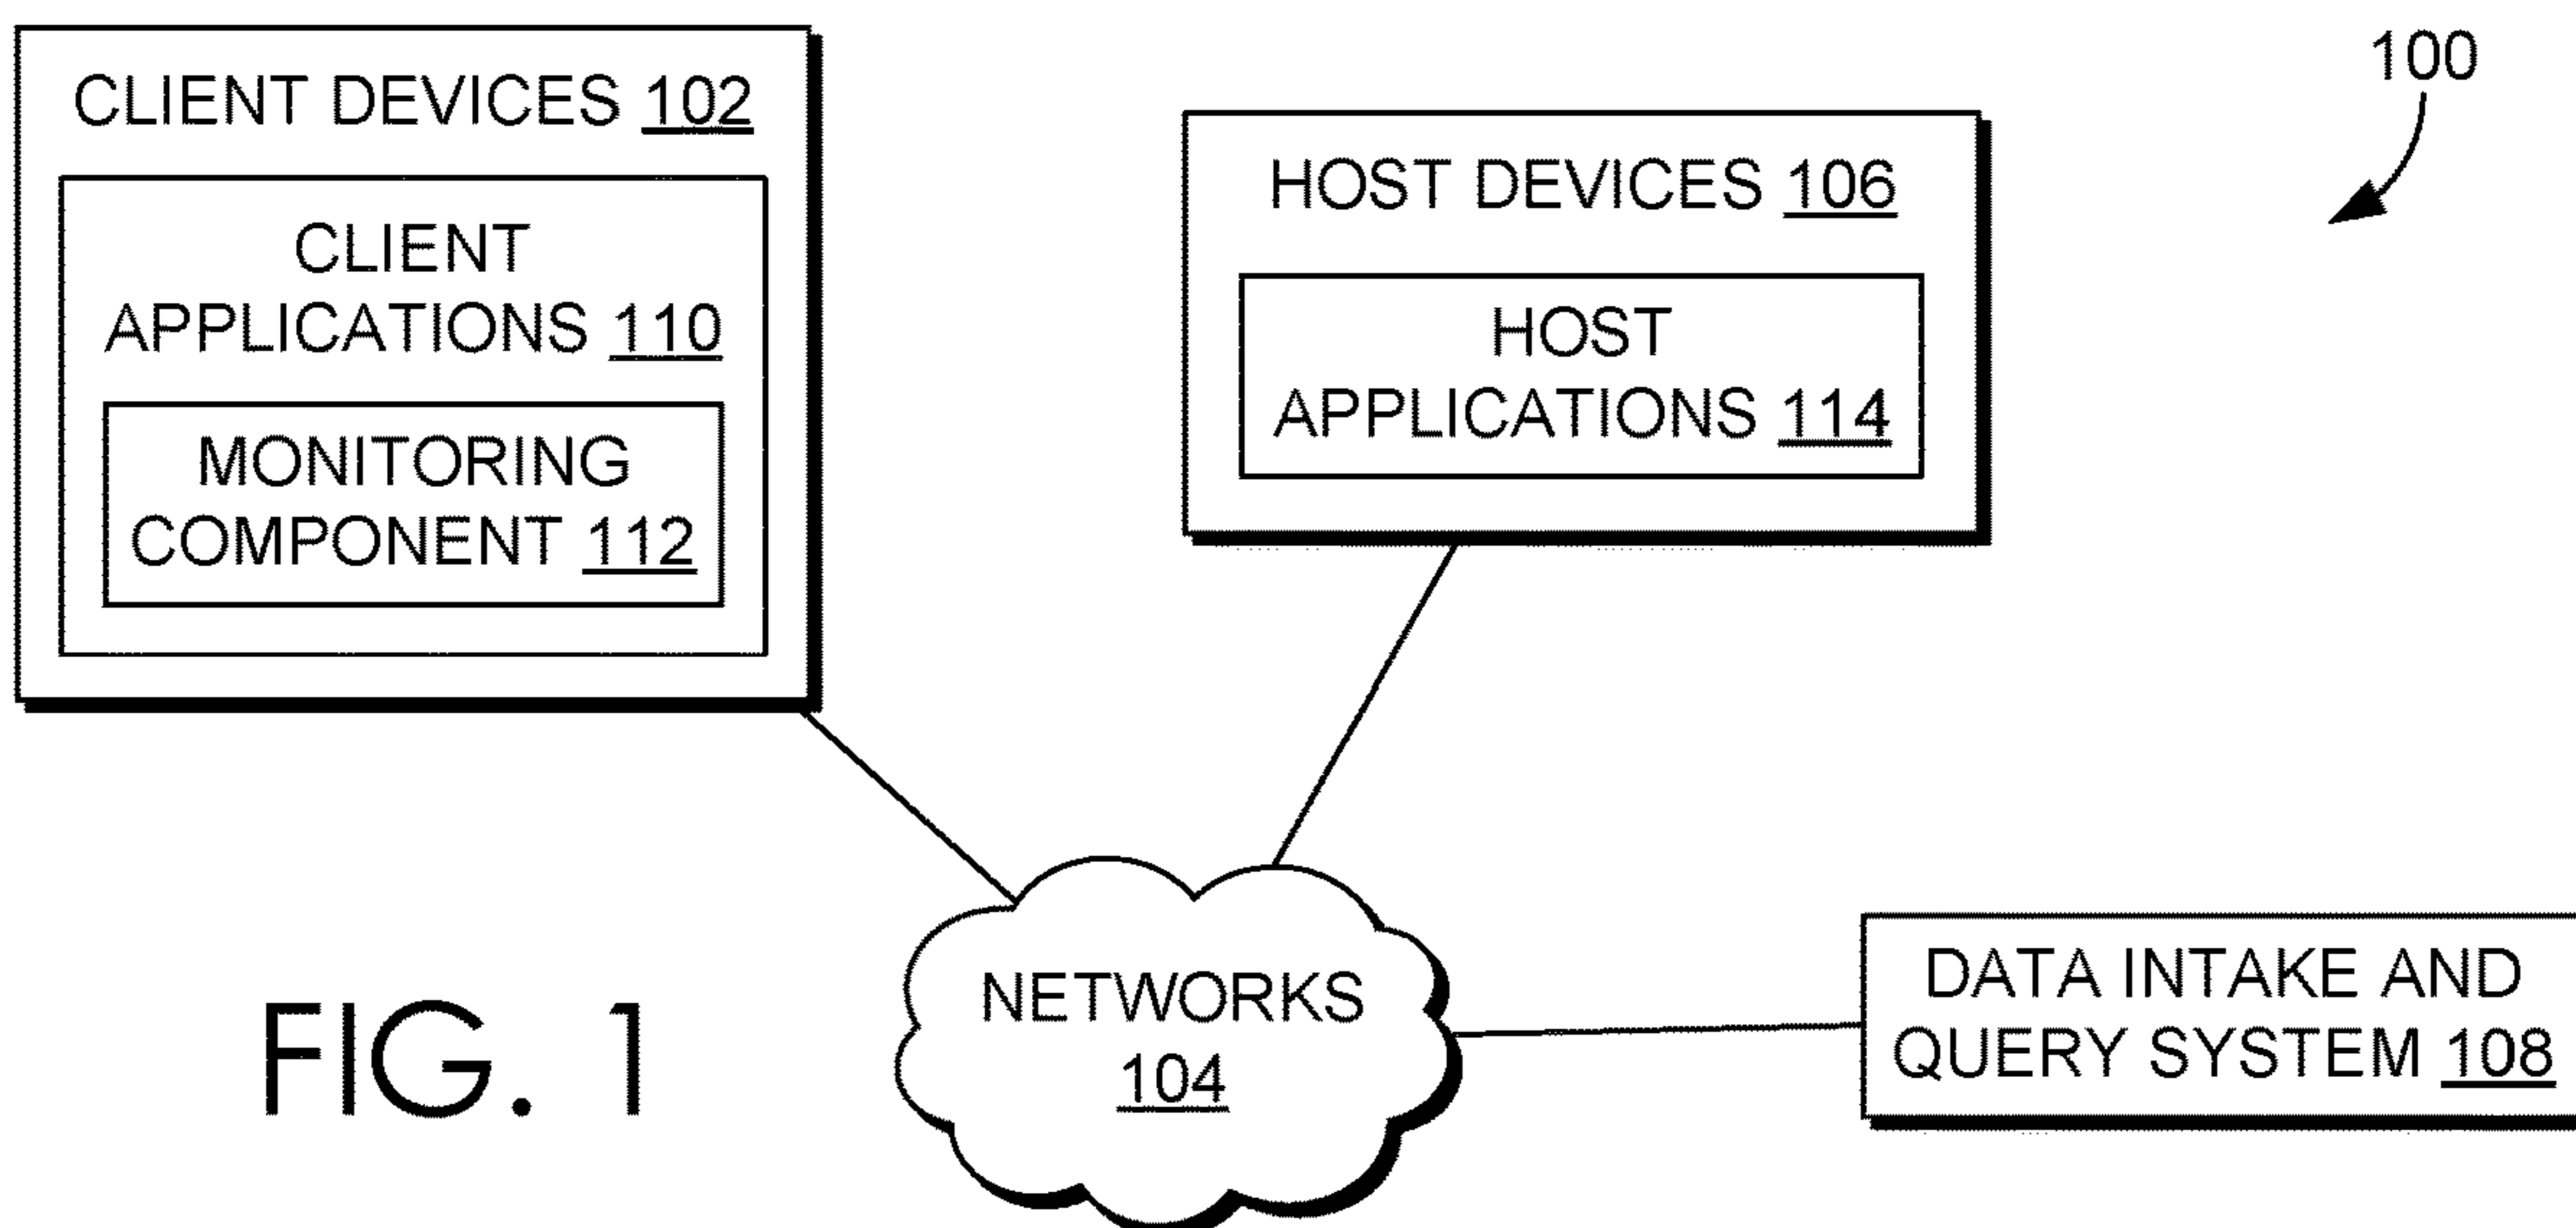 CLIENT DEVICES 102
CLIENT
APPLICATIONS 110
MONITORING
COMPONENT 112
HOST DEVICES 106
HOST
APPLICATIONS 114
100
NETWORKS
104
DATA INTAKE AND
QUERY SYSTEM 108
FIG. 1